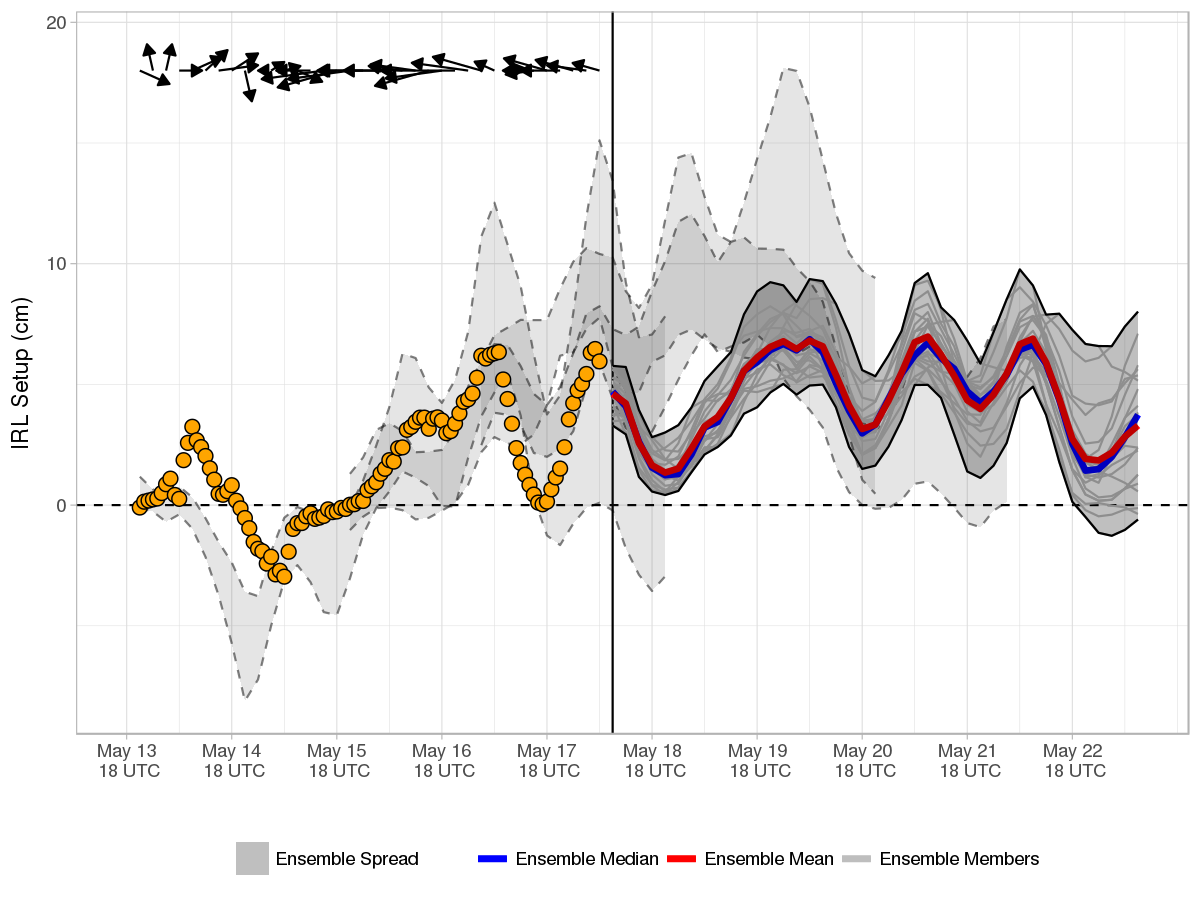 20
10
0
IRL Setup (cm)
May 13 May 14 May 15 May 16 May 17 May 18 May 19 May 20 May 21 May 22
18 UTC 18 UTC 18 UTC 18 UTC 18 UTC 18 UTC 18 UTC 18 UTC 18 UTC 18 UTC
Ensemble Spread Ensemble Median Ensemble Mean Ensemble Members